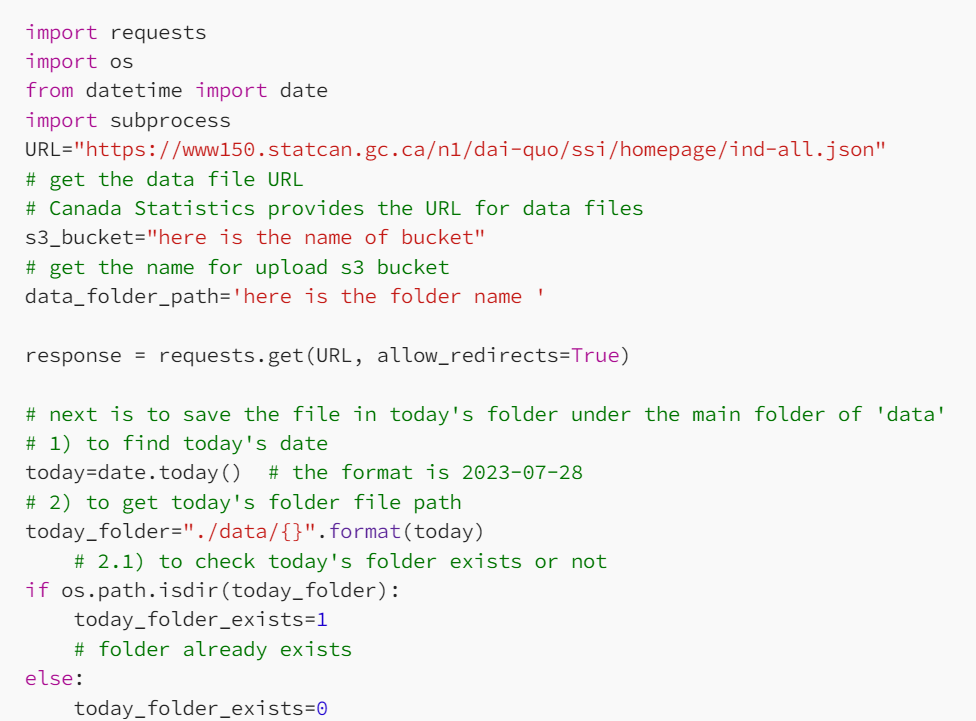 import requests
import os
from datetime import date
import subprocess
URL="https://www150.statcan.gc.ca/n1/dai-quo/ssi/homepage/ind-all.json"
# get the data file URL
# Canada Statistics provides the URL for data files
s3_bucket="here is the name of bucket"
# get the name for upload s3 bucket
data_folder_path='here is the folder name '

response = requests.get(URL, allow_redirects=True)

# next is to save the file in today's folder under the main folder of 'data'
# 1) to find today's date
today=date.today()  # the format is 2023-07-28
# 2) to get today's folder file path
today_folder="./data/{}".format(today)
    # 2.1) to check today's folder exists or not
if os.path.isdir(today_folder):
    today_folder_exists=1
    # folder already exists
else:
    today_folder_exists=0